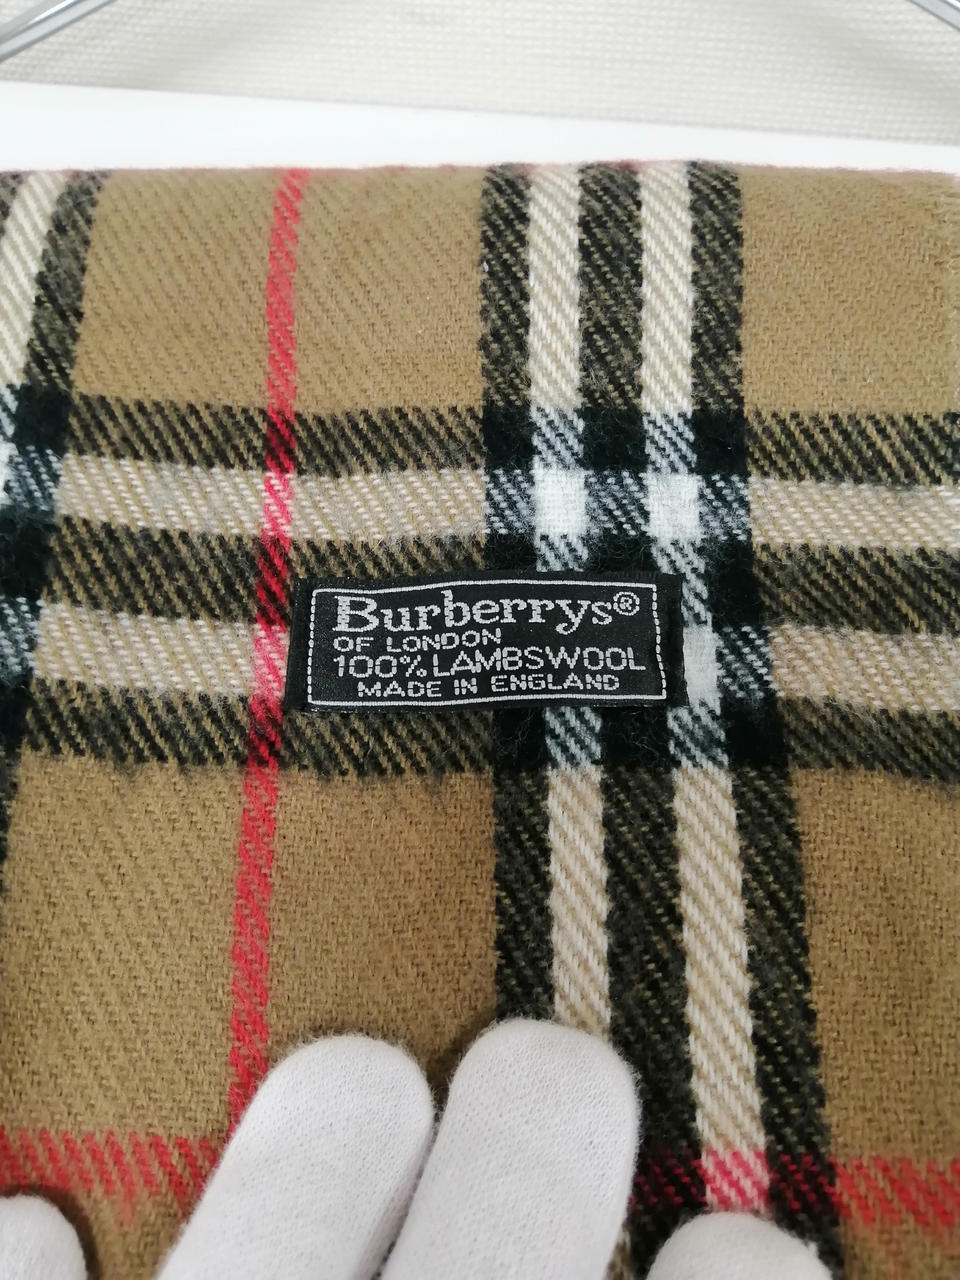 Burberrys®
OF LONDON
100% LAMBSWOOL
MADE IN ENGLAND